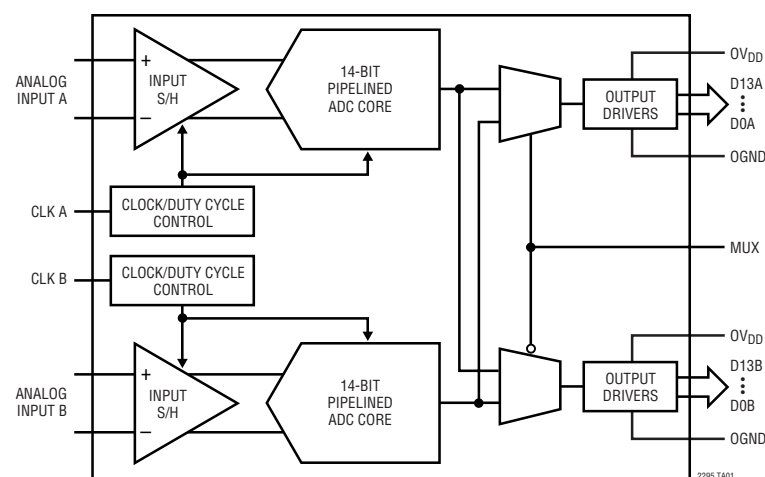 ANALOG
INPUT A
+
–
INPUT
S/H
14-BIT
PIPELINED
ADC CORE
OUTPUT
DRIVERS
OVDD
D13A
D0A
OGND
CLK A
CLOCK/DUTY CYCLE
CONTROL
MUX
CLK B
CLOCK/DUTY CYCLE
CONTROL
ANALOG
INPUT B
+
–
INPUT
S/H
14-BIT
PIPELINED
ADC CORE
OUTPUT
DRIVERS
OVDD
D13B
D0B
OGND
2295 TA01